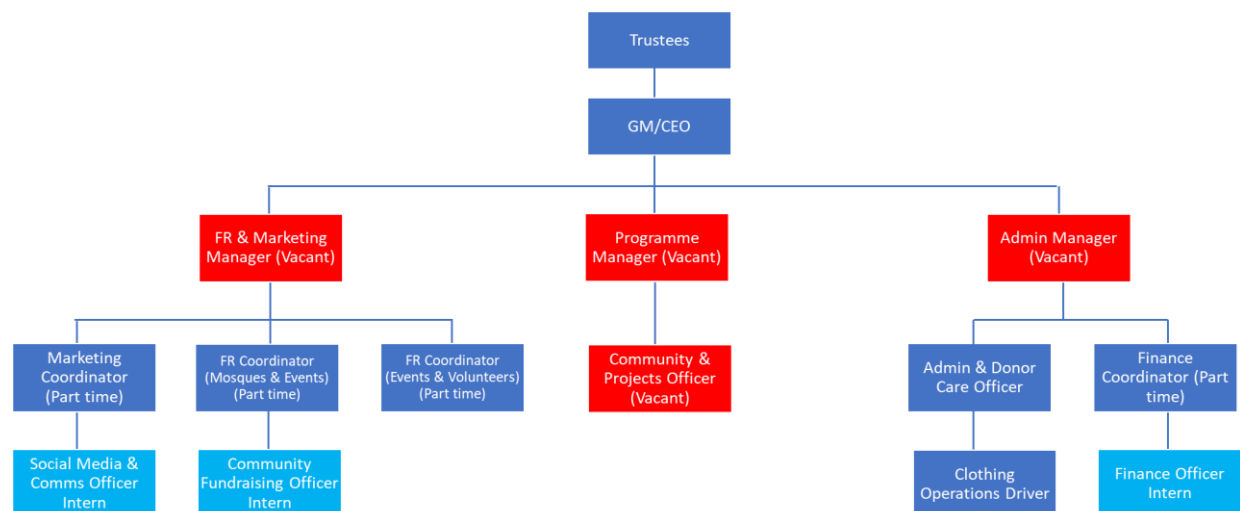 Trustees
GM/CEO
FR & Marketing
Manager (Vacant)
Programme
Manager (Vacant)
Admin Manager
(Vacant)
Marketing
Coordinator
(Part time)
FR Coordinator
(Mosques & Events)
(Part time)
FR Coordinator
(Events & Volunteers)
(Part time)
Community &
Projects Officer
(Vacant)
Admin & Donor
Care Officer
Finance
Coordinator (Part
time)
Social Media &
Comms Officer
Intern
Community
Fundraising Officer
Intern
Clothing
Operations Driver
Finance Officer
Intern